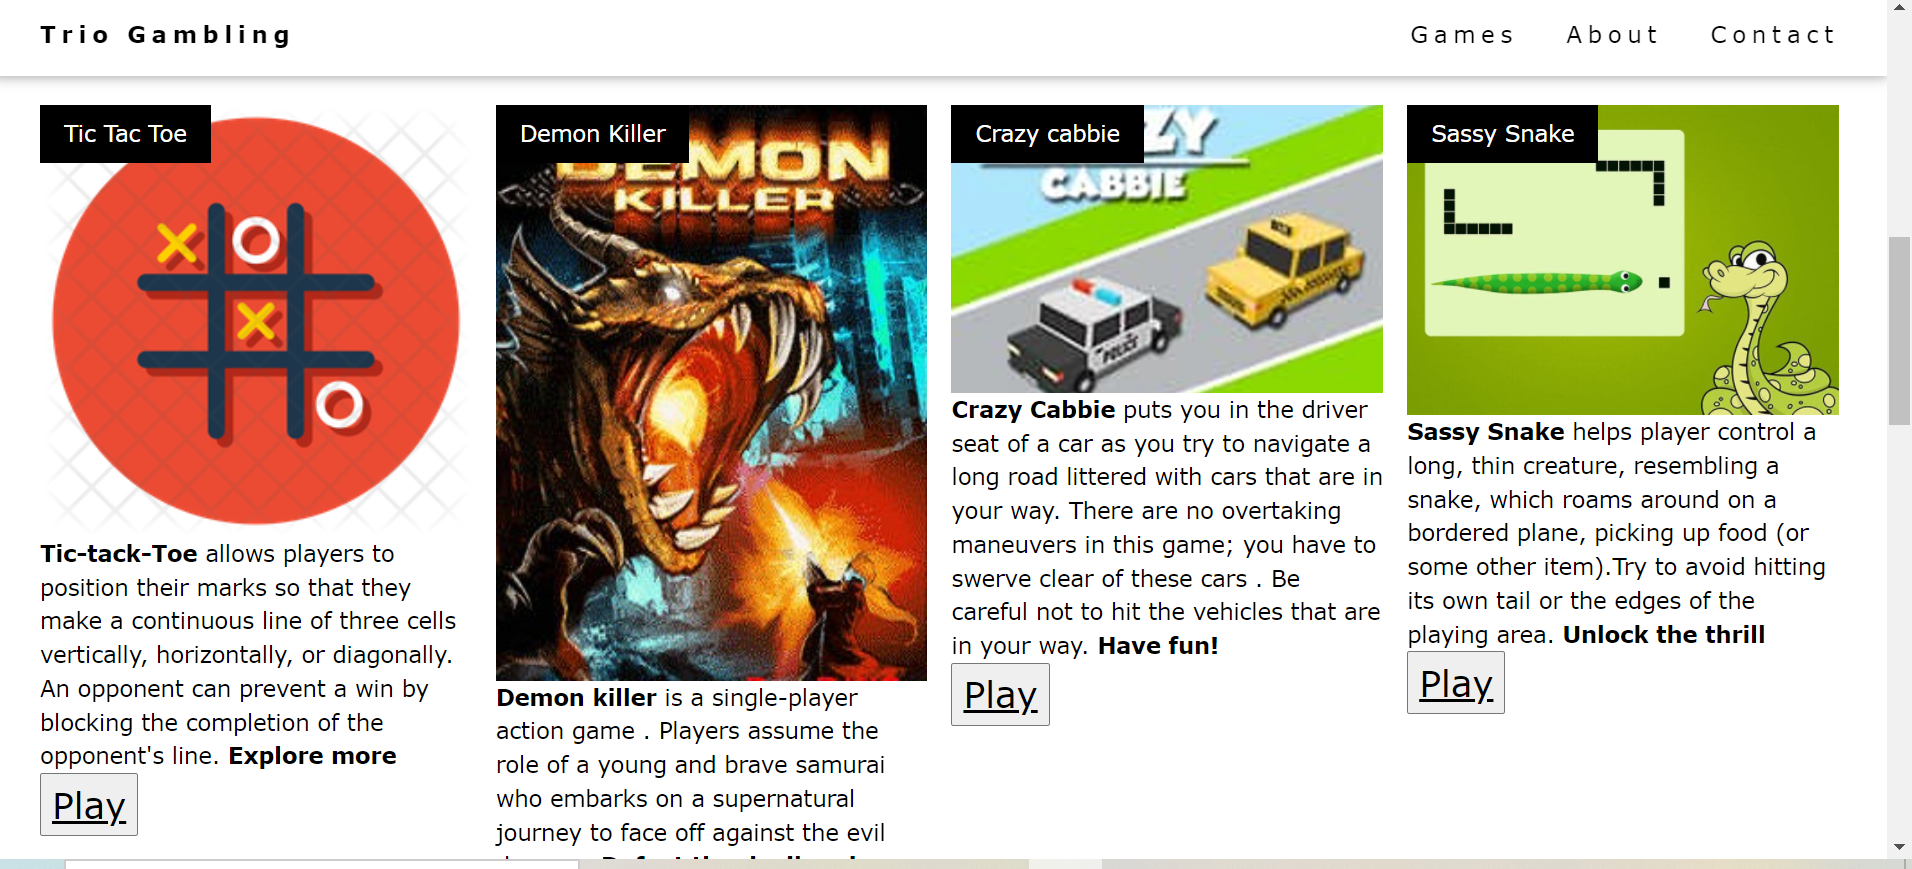 Trio Gambling
Games About Contact
Tic Tac Toe
Tic-tack-Toe allows players to
position their marks so that they
make a continuous line of three cells
vertically, horizontally, or diagonally.
An opponent can prevent a win by
blocking the completion of the
opponent's line. Explore more
Play
Demon Killer
DEMON
KILLER
Demon killer is a single-player
action game . Players assume the
role of a young and brave samurai
who embarks on a supernatural
journey to face off against the evil
Crazy cabbie
ZY
CABBIE
POLICE
Crazy Cabbie puts you in the driver
seat of a car as you try to navigate a
long road littered with cars that are in
your way. There are no overtaking
maneuvers in this game; you have to
swerve clear of these cars . Be
careful not to hit the vehicles that are
in your way. Have fun!
Play
Sassy Snake
Sassy Snake helps player control a
long, thin creature, resembling a
snake, which roams around on a
bordered plane, picking up food (or
some other item).Try to avoid hitting
its own tail or the edges of the
playing area. Unlock the thrill
Play